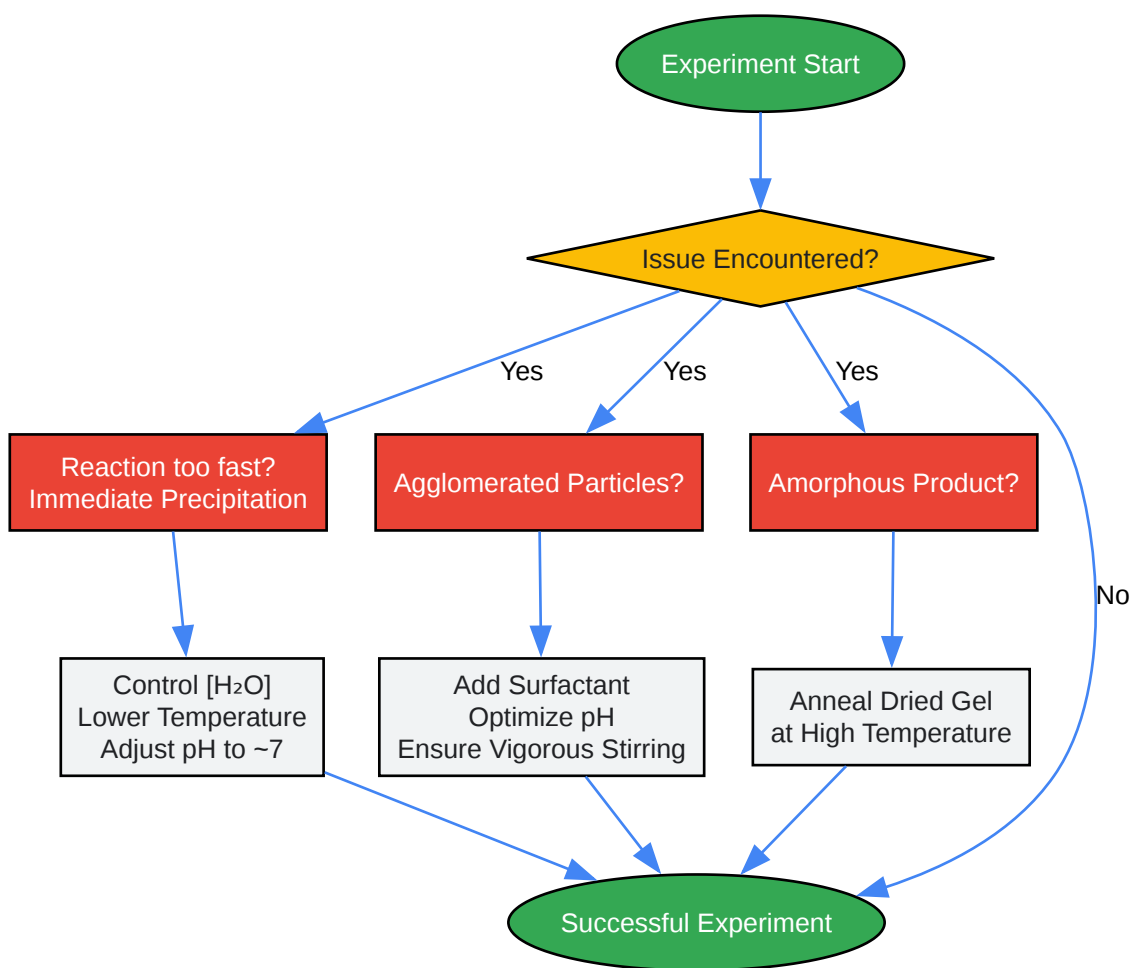 Experiment Start
Issue Encountered?
Yes
Yes
Yes
No
Reaction too fast?
Immediate Precipitation
Agglomerated Particles?
Amorphous Product?
Control [H₂O]
Lower Temperature
Adjust pH to ~7
Add Surfactant
Optimize pH
Ensure Vigorous Stirring
Anneal Dried Gel
at High Temperature
Successful Experiment